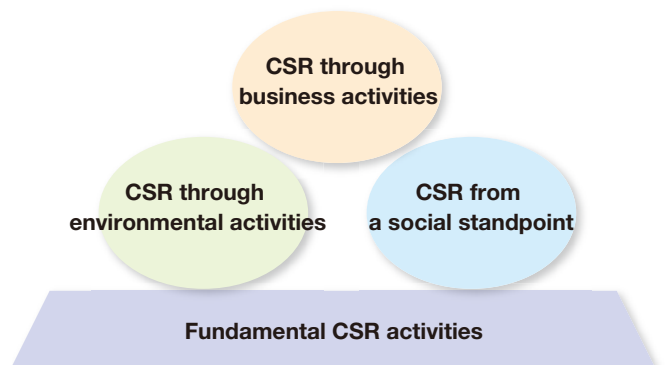 CSR through
business activities
CSR through
environmental activities
CSR from
a social standpoint
Fundamental CSR activities